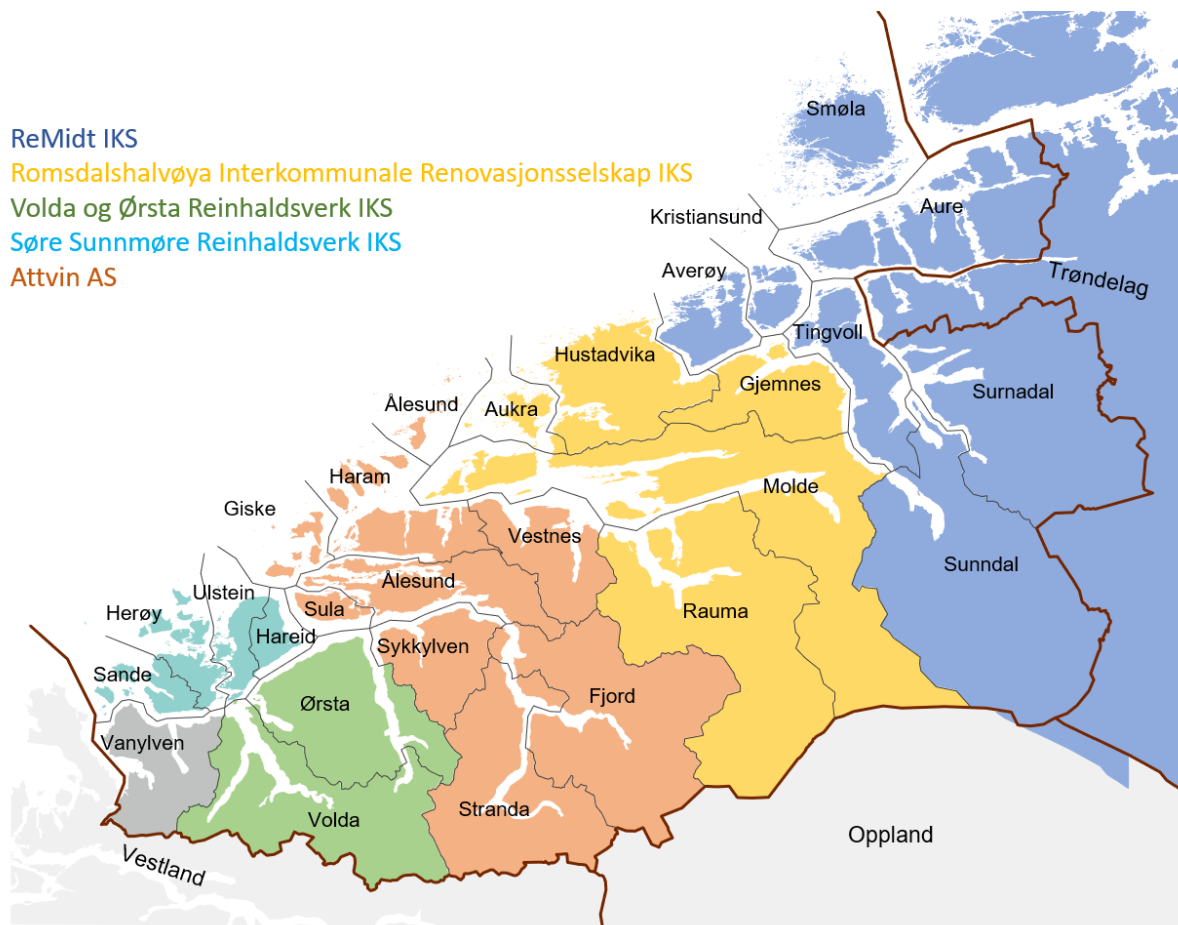 ReMidt IKS
Romsdalshalvøya Interkommunale Renovasjonsselskap IKS
Volda og Ørsta Reinhaldsverk IKS
Søre Sunnmøre Reinhaldsverk IKS
Attvin AS
Smøla
Aure
Kristiansund
Averøy
Trøndelag
Tingvoll
Hustadvika
Gjemnes
Surnadal
Ålesund
Aukra
Haram
Molde
Giske
Vestnes
Sunndal
Ålesund
Ulstein
Herøy
Sula
Rauma
Hareid
Sykkylven
Sande
Ørsta
Fjord
Vanylven
Stranda
Volda
Oppland
Vestland